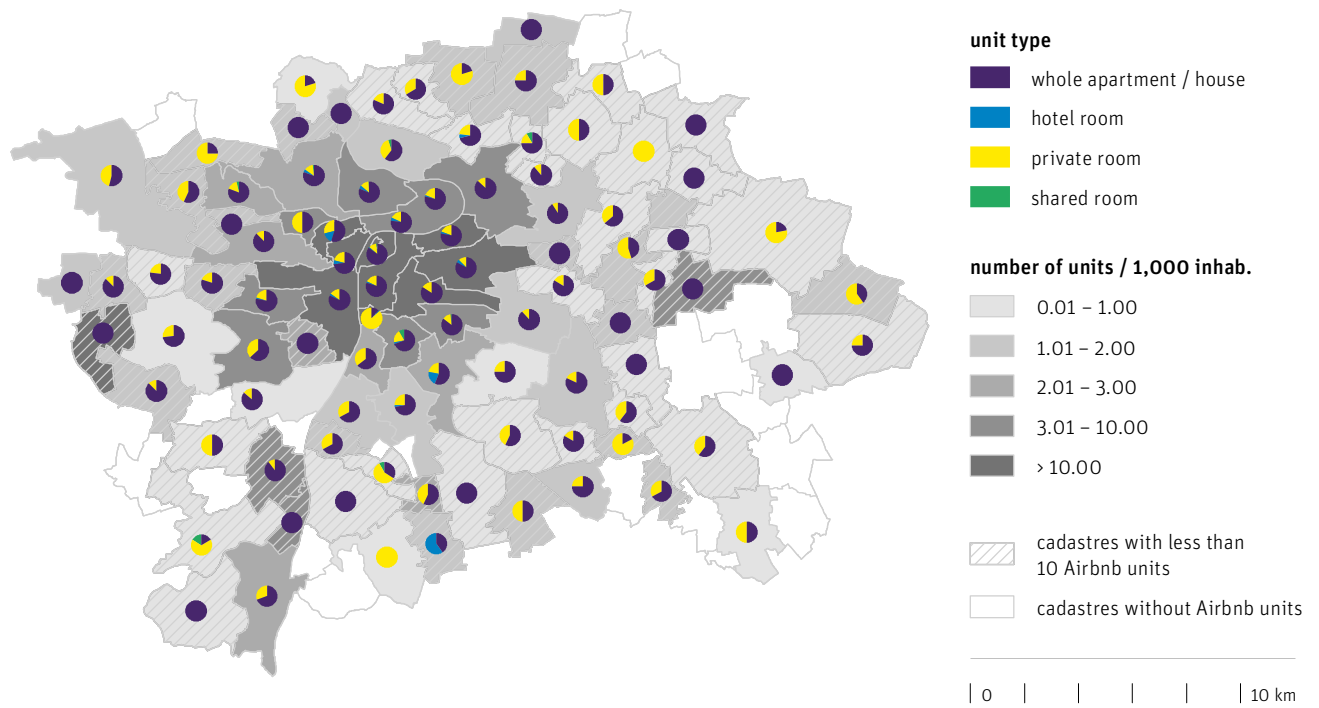 unit type
whole apartment / house
hotel room
private room
shared room
number of units / 1,000 inhab.
0.01 – 1.00
1.01 – 2.00
2.01 – 3.00
3.01 – 10.00
> 10.00
cadastres with less than
10 Airbnb units
cadastres without Airbnb units
0 10 km